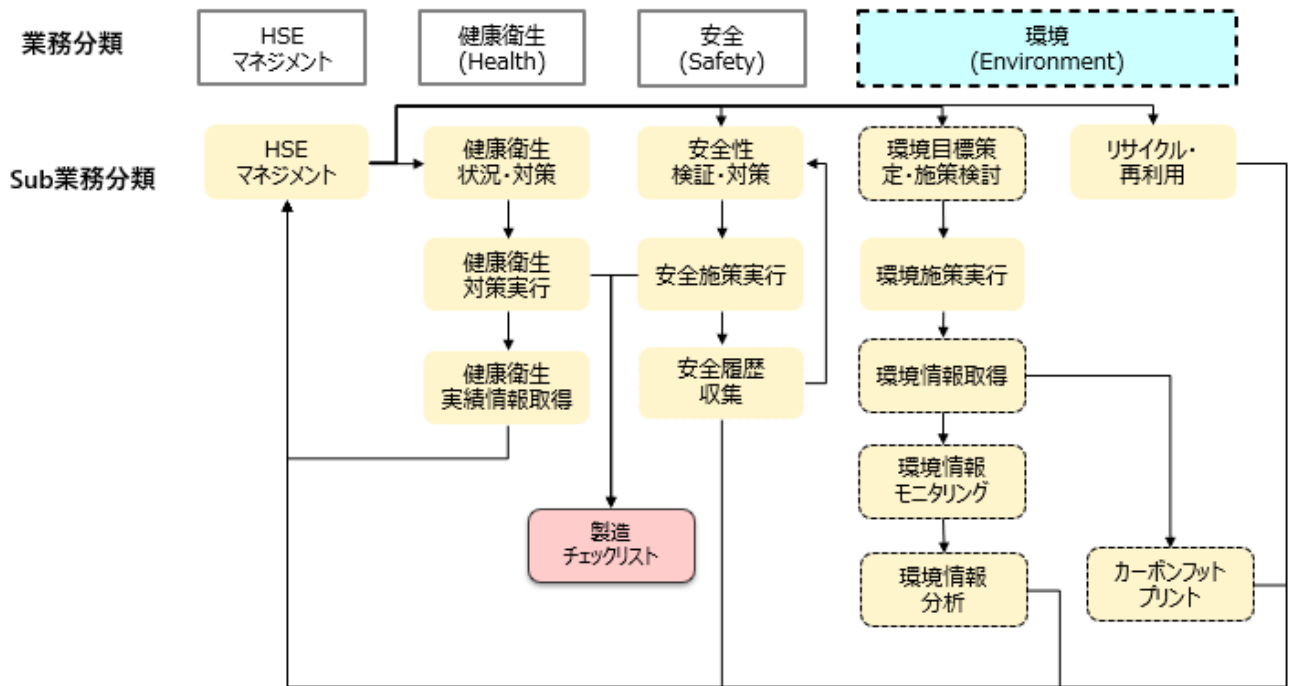 業務分類
HSE
マネジメント
健康衛生
(Health)
安全
(Safety)
環境
(Environment)
Sub業務分類
HSE
マネジメント
健康衛生
状況・対策
安全性
検証・対策
環境目標策
定・施策検討
リサイクル・
再利用
健康衛生
対策実行
安全施策実行
環境施策実行
健康衛生
実績情報取得
安全履歴
収集
環境情報取得
環境情報
モニタリング
製造
チェックリスト
環境情報
分析
カーボンフット
プリント